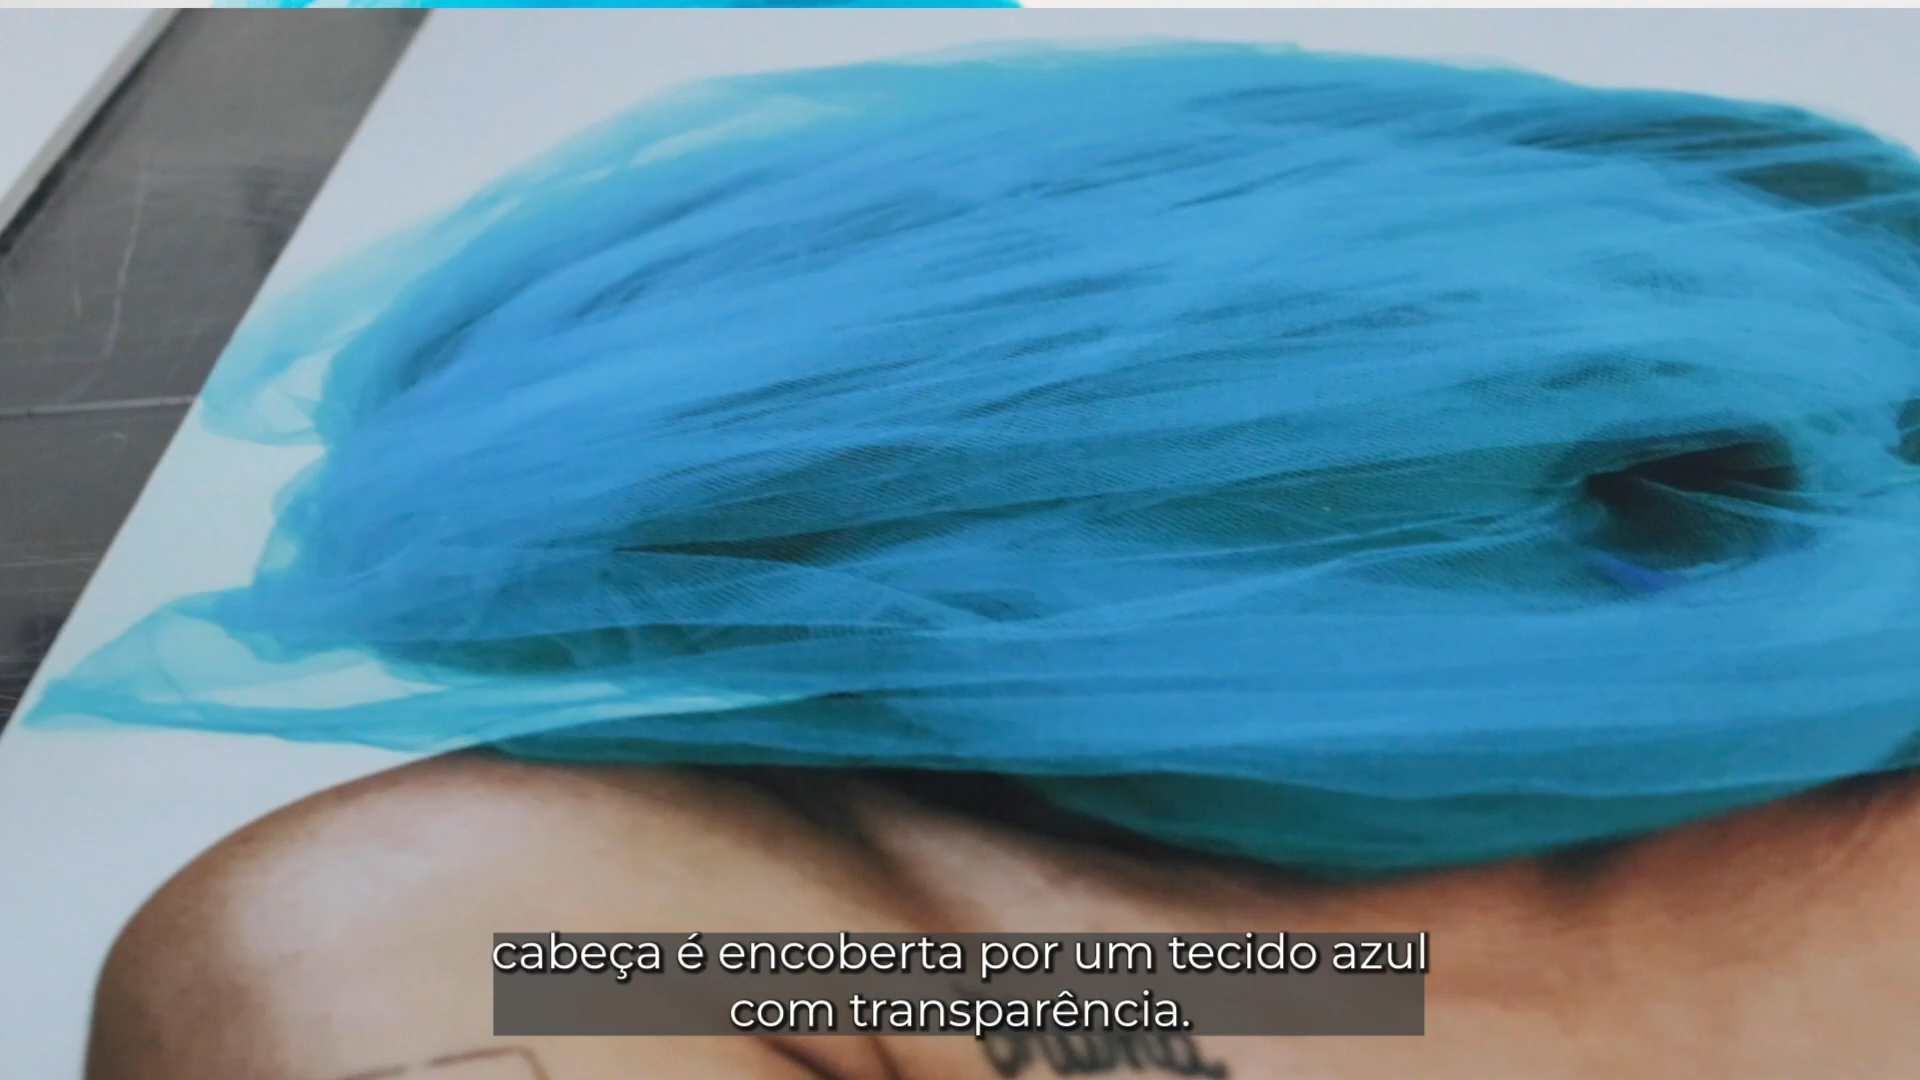 cabeça é encoberta por um tecido azul
com transparência.